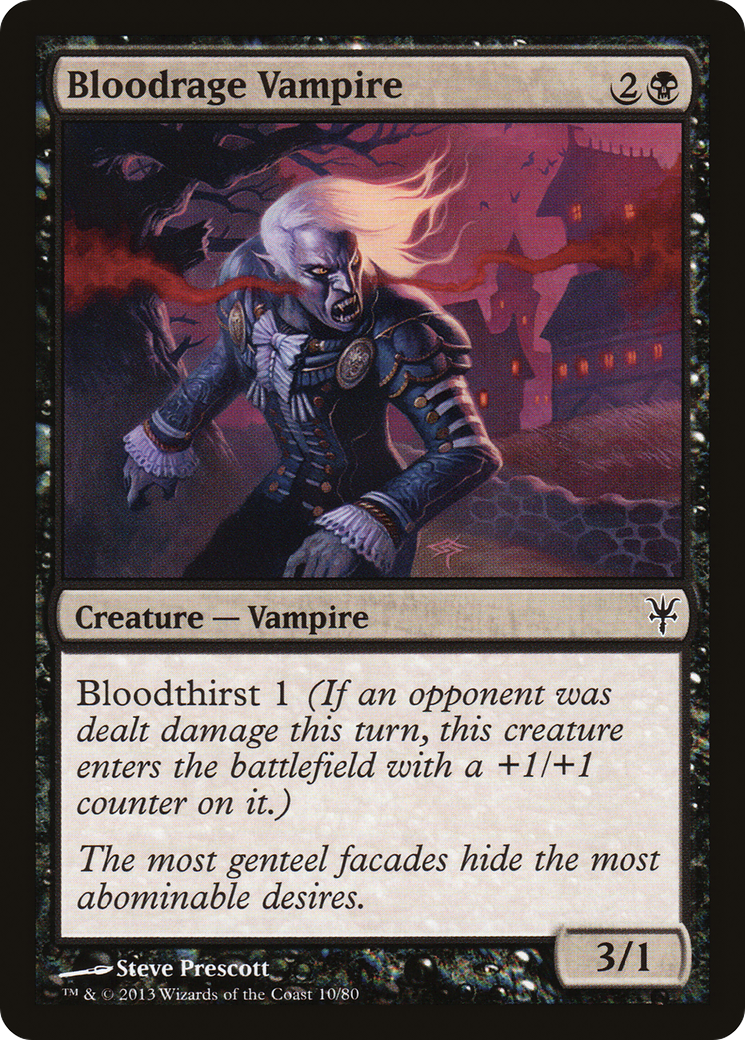 Bloodrage Vampire 2
Creature — Vampire
Bloodthirst 1 (If an opponent was
dealt damage this turn, this creature
enters the battlefield with a +1/+1
counter on it.)
The most genteel facades hide the most
abominable desires.
3/1
Steve Prescott
™ & © 2013 Wizards of the Coast 10/80